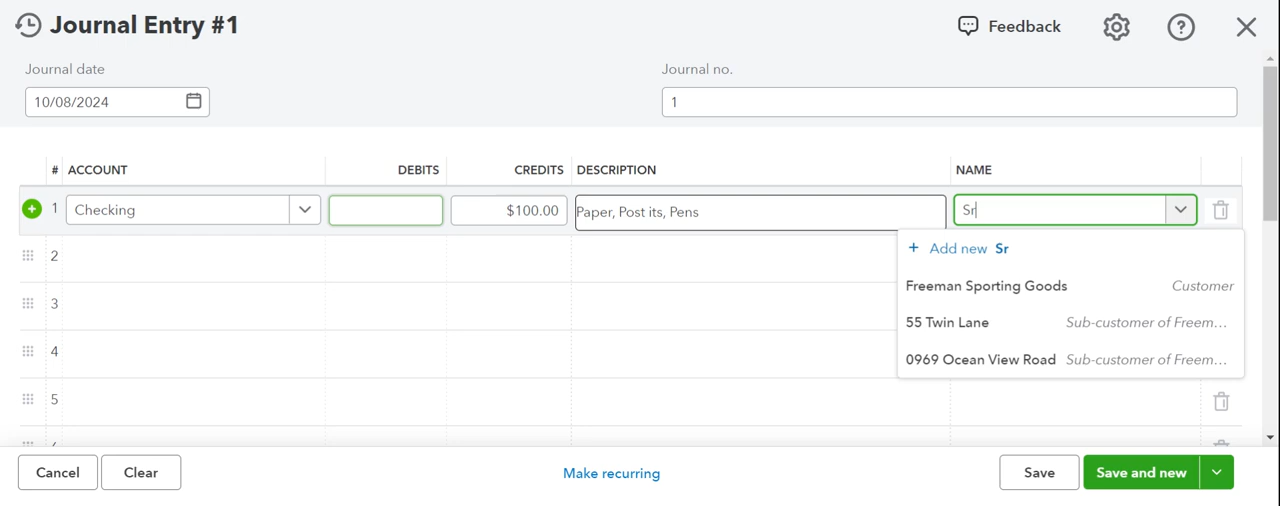 Journal Entry #1
Feedback
Journal date
Journal no.
10/08/2024
1
# ACCOUNT DEBITS CREDITS DESCRIPTION NAME
1 Checking $100.00 Paper, Post its, Pens Sr
2
+ Add new Sr
Freeman Sporting Goods Customer
3
55 Twin Lane Sub-customer of Freem...
4
0969 Ocean View Road Sub-customer of Freem...
5
Cancel Clear Make recurring Save Save and new